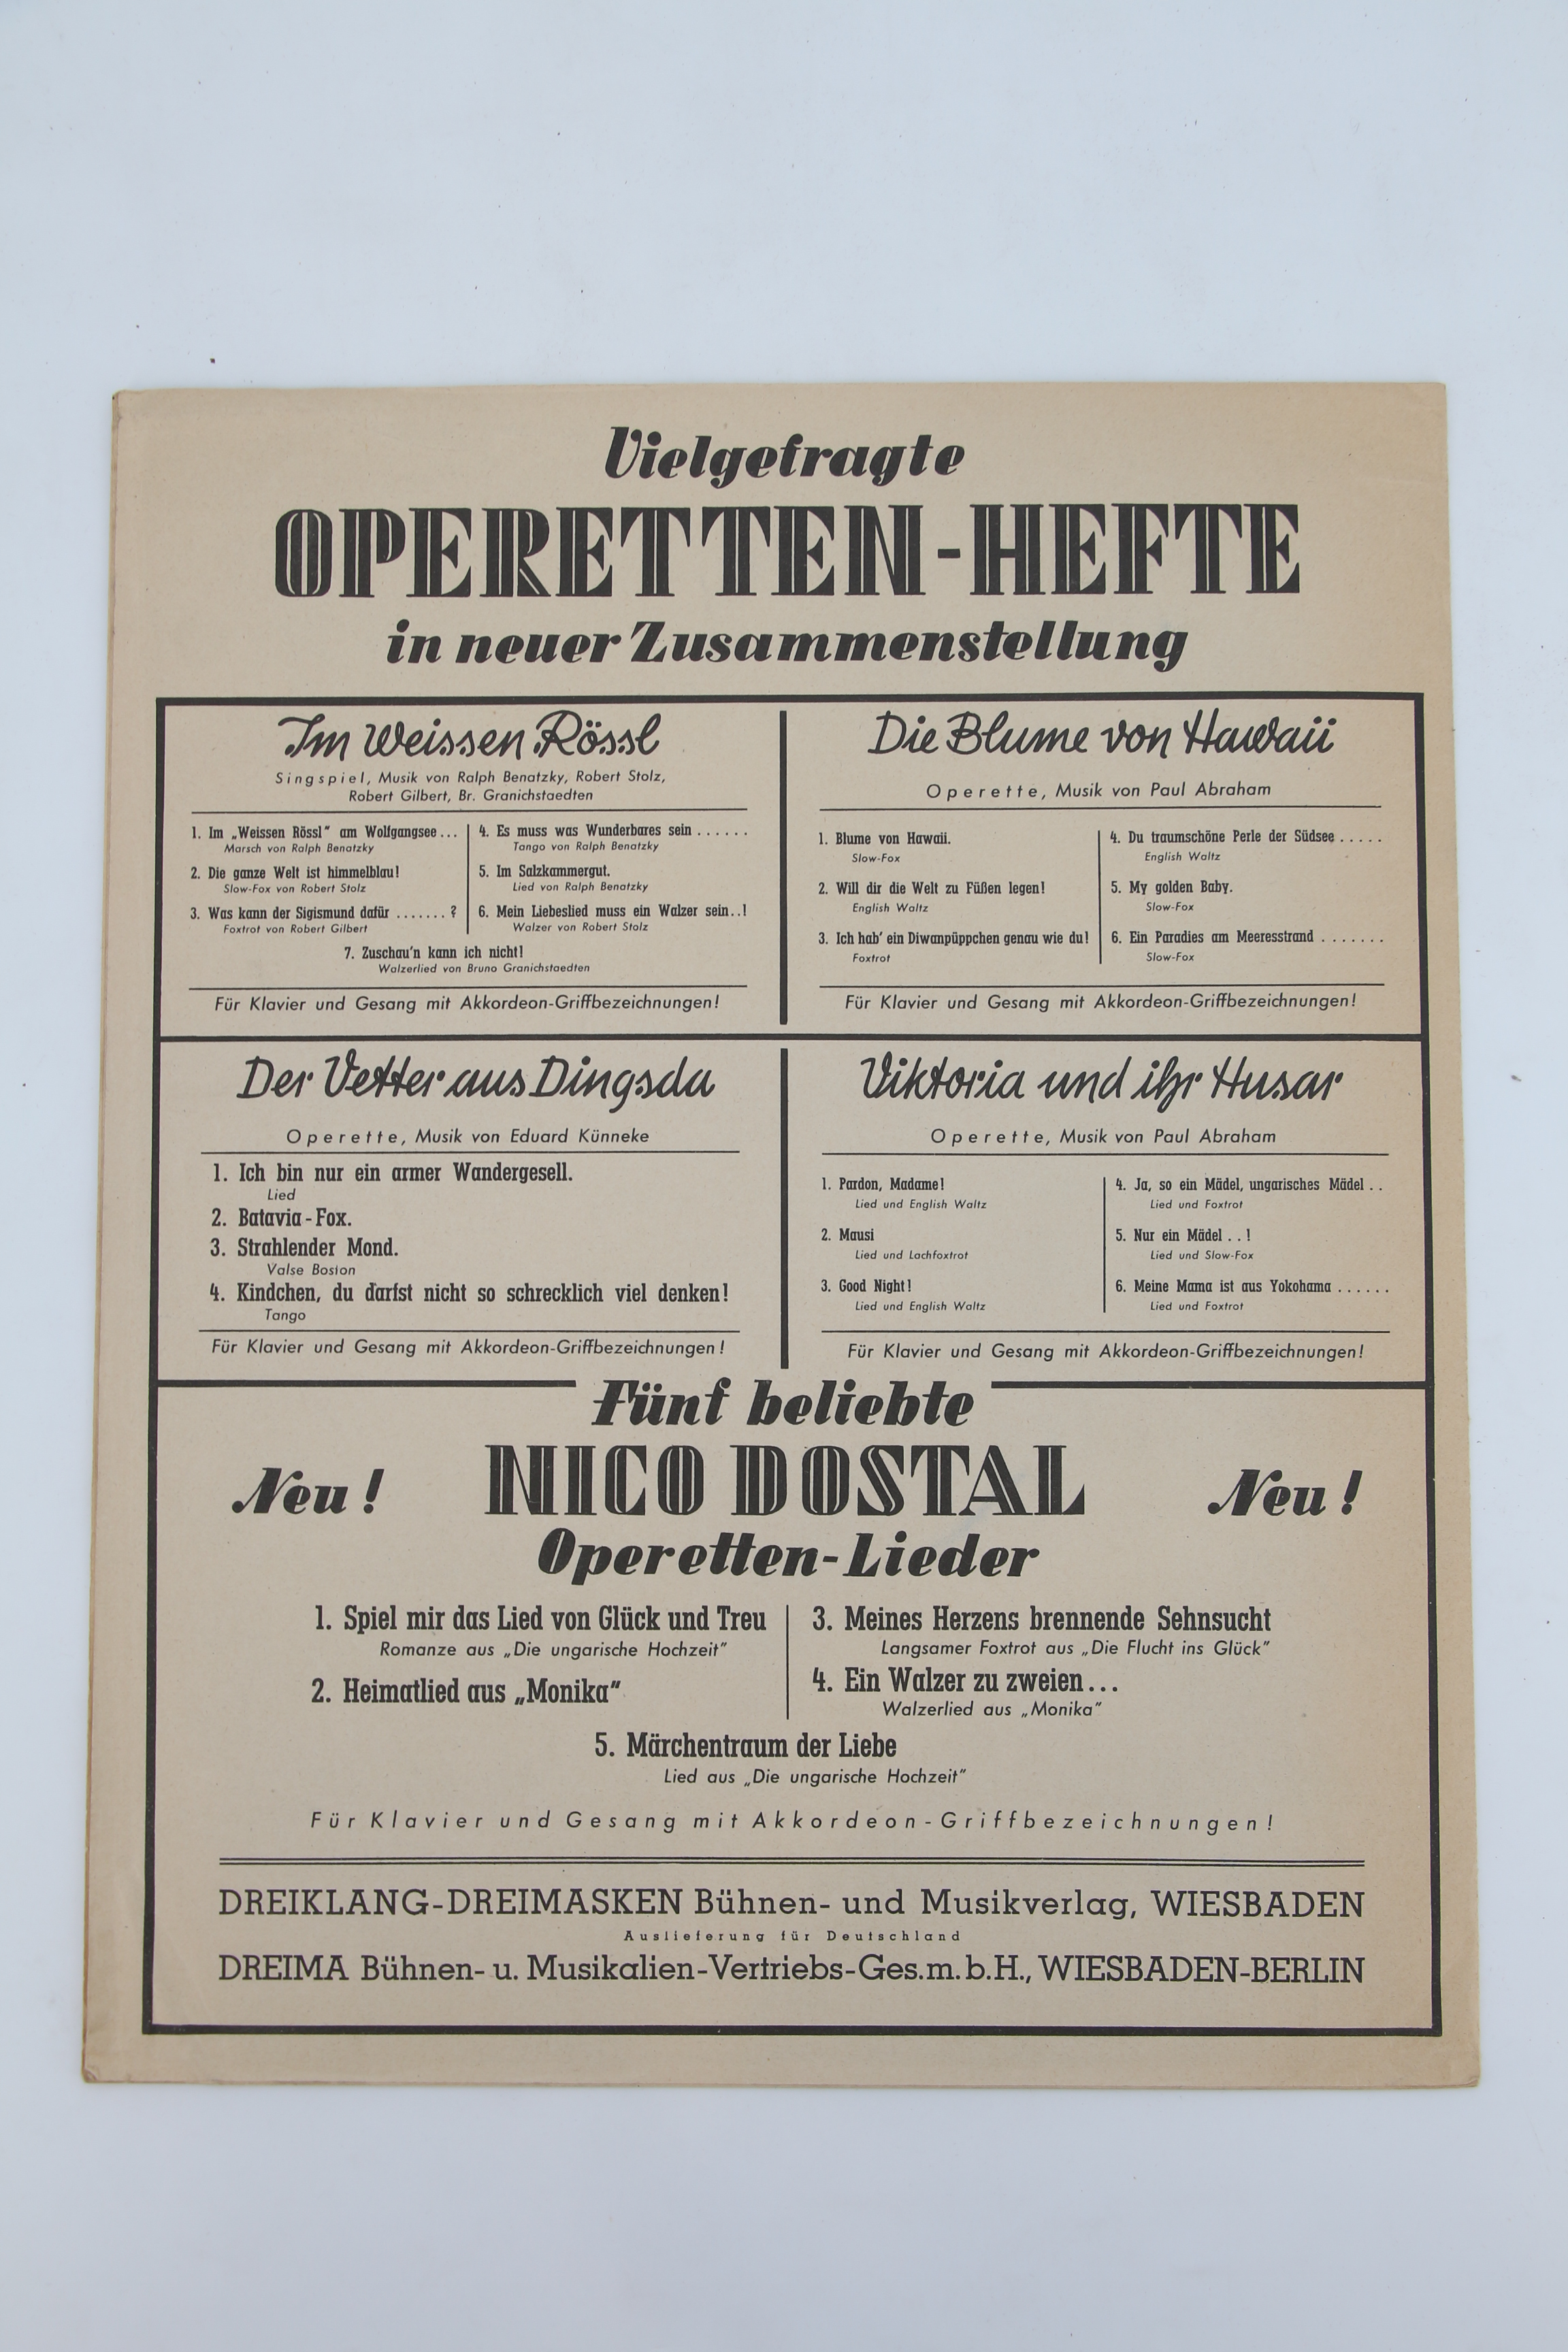 Vielgefragte
OPERETTEN-HEFTE
in neuer Zusammenstellung
Im Weissen Rössl
Singspiel, Musik von Ralph Benatzky, Robert Stolz,
Robert Gilbert, Br. Granichstaedten
1. Im „Weissen Rössl" am Wolfgangsee...
Marsch von Ralph Benatzky
2. Die ganze Welt ist himmelblau!
Slow-Fox von Robert Stolz
3. Was kann der Sigismund dafür .......?
Foxtrot von Robert Gilbert
4. Es muss was Wunderbares sein ......
Tango von Ralph Benatzky
5. Im Salzkammergut.
Lied von Ralph Benatzky
6. Mein Liebeslied muss ein Walzer sein..!
Walzer von Robert Stolz
7. Zuschau'n kann ich nicht!
Walzerlied von Bruno Granichstaedten
Für Klavier und Gesang mit Akkordeon-Griffbezeichnungen!
Die Blume von Hawaii
Operette, Musik von Paul Abraham
1. Blume von Hawaii.
Slow-Fox
2. Will dir die Welt zu Füßen legen!
English Waltz
3. Ich hab' ein Diwanpüppchen genau wie du!
Foxtrot
4. Du traumschöne Perle der Südsee .....
English Waltz
5. My golden Baby.
Slow-Fox
6. Ein Paradies am Meeresstrand .......
Slow-Fox
Für Klavier und Gesang mit Akkordeon-Griffbezeichnungen!
Der Vetter aus Dingsda
Operette, Musik von Eduard Künneke
1. Ich bin nur ein armer Wandergesell.
Lied
2. Batavia-Fox.
3. Strahlender Mond.
Valse Boston
4. Kindchen, du darfst nicht so schrecklich viel denken!
Tango
Für Klavier und Gesang mit Akkordeon-Griffbezeichnungen!
Viktoria und ihr Husar
Operette, Musik von Paul Abraham
1. Pardon, Madame!
Lied und English Waltz
2. Mausi
Lied und Lachfoxtrot
3. Good Night!
Lied und English Waltz
4. Ja, so ein Mädel, ungarisches Mädel ..
Lied und Foxtrot
5. Nur ein Mädel ..!
Lied und Slow-Fox
6. Meine Mama ist aus Yokohama ......
Lied und Foxtrot
Für Klavier und Gesang mit Akkordeon-Griffbezeichnungen!
Fünf beliebte
Neu! NICO DOSTAL Neu!
Operetten-Lieder
1. Spiel mir das Lied von Glück und Treu
Romanze aus „Die ungarische Hochzeit"
2. Heimatlied aus „Monika"
3. Meines Herzens brennende Sehnsucht
Langsamer Foxtrot aus „Die Flucht ins Glück"
4. Ein Walzer zu zweien...
Walzerlied aus „Monika"
5. Märchentraum der Liebe
Lied aus „Die ungarische Hochzeit"
Für Klavier und Gesang mit Akkordeon-Griffbezeichnungen!
DREIKLANG-DREIMASKEN Bühnen- und Musikverlag, WIESBADEN
Auslieferung für Deutschland
DREIMA Bühnen- u. Musikalien-Vertriebs-Ges.m.b.H., WIESBADEN-BERLIN